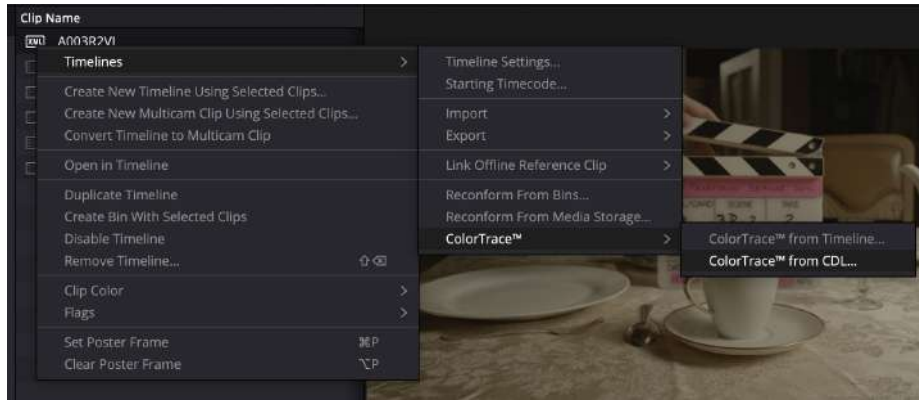 Clip Name
A003R2VL
Timelines
Create New Timeline Using Selected Clips...
Create New Multicam Clip Using Selected Clips...
Convert Timeline to Multicam Clip
Open in Timeline
Duplicate Timeline
Create Bin With Selected Clips
Disable Timeline
Remove Timeline... ⇧⌫
Clip Color
Flags
Set Poster Frame ⌘P
Clear Poster Frame ⌥P
Timeline Settings...
Starting Timecode...
Import
Export
Link Offline Reference Clip
Reconform From Bins...
Reconform From Media Storage...
ColorTrace™
ColorTrace™ from Timeline...
ColorTrace™ from CDL...
SCENE